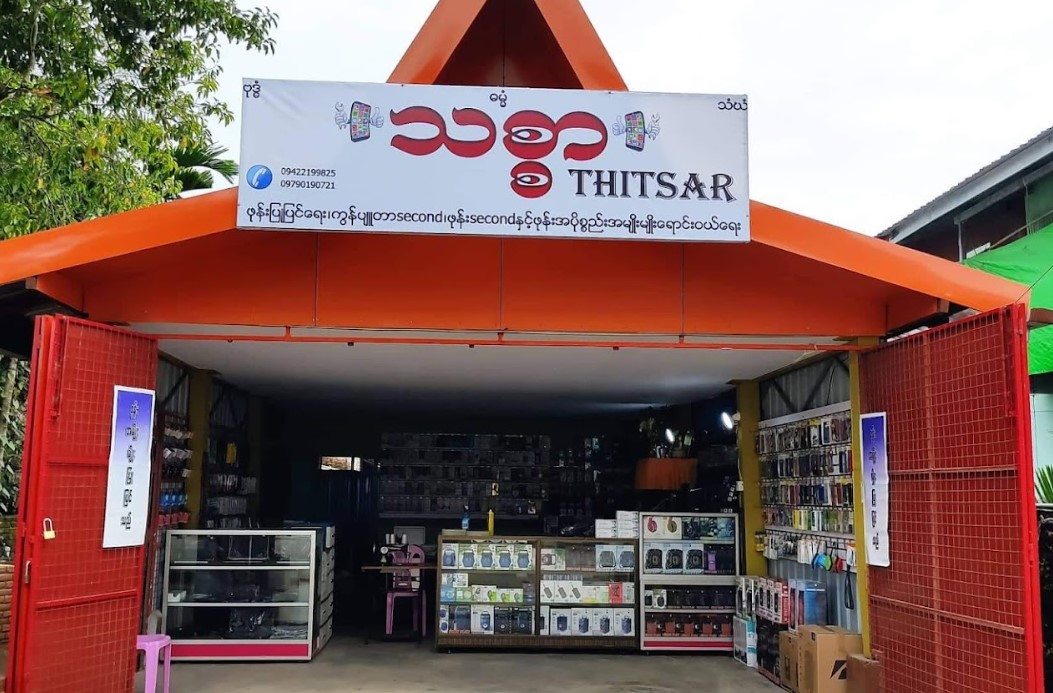 ဗုဒ္ဓံ ဓမ္မံ သံဃံ
သစ္စာ
THITSAR
09422199825
09790190721
ဖုန်းပြုပြင်ရေး၊ကွန်ပျူတာsecond၊ဖုန်းsecondနှင့်ဖုန်းအပိုစ္စည်းအမျိုးမျိုးရောင်းဝယ်ရေး